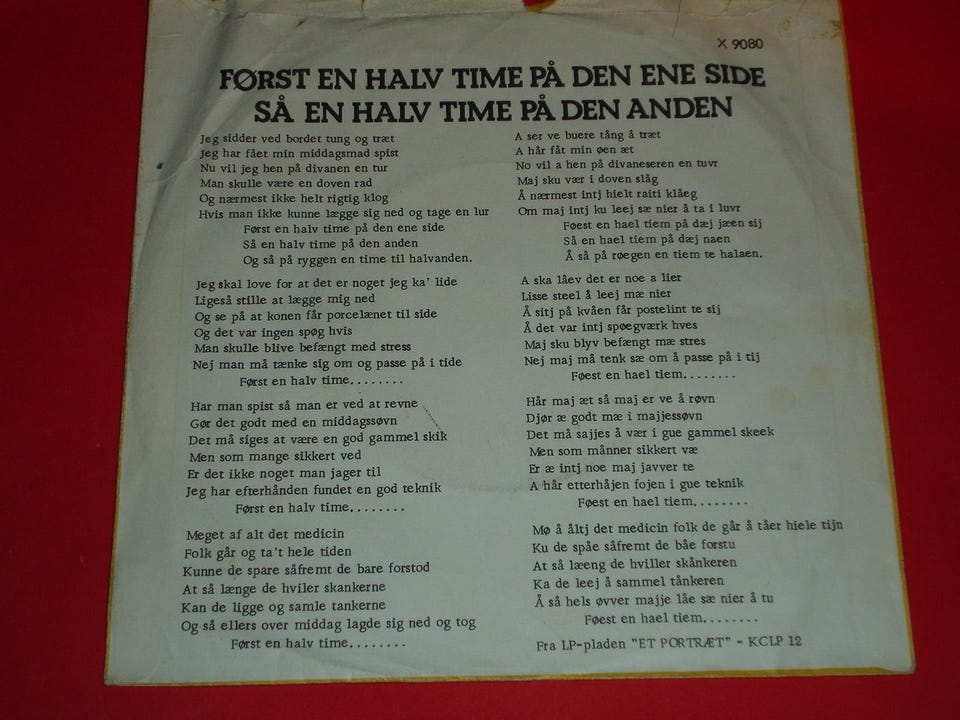 X 9080
FØRST EN HALV TIME PÅ DEN ENE SIDE
SÅ EN HALV TIME PÅ DEN ANDEN
Jeg sidder ved bordet tung og træt
Jeg har fået min middagsmad spist
Nu vil jeg hen på divanen en tur
Man skulle være en doven rad
Og nærmest ikke helt rigtig klog
Hvis man ikke kunne lægge sig ned og tage en lur
Først en halv time på den ene side
Så en halv time på den anden
Og så på ryggen en time til halvanden.
Jeg skal love for at det er noget jeg ka' lide
Ligeså stille at lægge mig ned
Og se på at konen får porcelænet til side
Og det var ingen spøg hvis
Man skulle blive befængt med stress
Nej man må tænke sig om og passe på i tide
Først en halv time........
Har man spist så man er ved at revne
Gør det godt med en middagssøvn
Det må siges at være en god gammel skik
Men som mange sikkert ved
Er det ikke noget man jager til
Jeg har efterhånden fundet en god teknik
Først en halv time........
Meget af alt det medicin
Folk går og ta't hele tiden
Kunne de spare såfremt de bare forstod
At så længe de hviler skankerne
Kan de ligge og samle tankerne
Og så ellers over middag lagde sig ned og tog
Først en halv time........
A ser ve buere tång å træt
A hår fåt min øen æt
No vil a hen på divaneseren en tuvr
Maj sku vær i doven slåg
Å nærmest intj hielt raiti klåeg
Om maj intj ku leej sæ nier å ta i luvr
Føest en hael tiem på dæj jæen sij
Så en hael tiem på dæj naen
Å så på røegen en tiem te halaen.
A ska låev det er noe a lier
Lisse steel å leej mæ nier
Å sitj på kvåen får postelint te sij
Å det var intj spøegværk hves
Maj sku blyv befængt mæ stres
Nej maj må tenk sæ om å passe på i tij
Føest en hael tiem........
Hår maj æt så maj er ve å røvn
Djør æ godt mæ i majjessøvn
Det må sajjes å vær i gue gammel skeek
Men som månner sikkert væ
Er æ intj noe maj javver te
A hår etterhåjen fojen i gue teknik
Føest en hael tiem........
Mø å åltj det medicin folk de går å tåer hiele tijn
Ku de spåe såfremt de båe forstu
At så læeng de hviller skånkeren
Ka de leej å sammel tånkeren
Å så hels øvver majje låe sæ nier å tu
Føest en hael tiem........
Fra LP-pladen "ET PORTRÆT" - KCLP 12